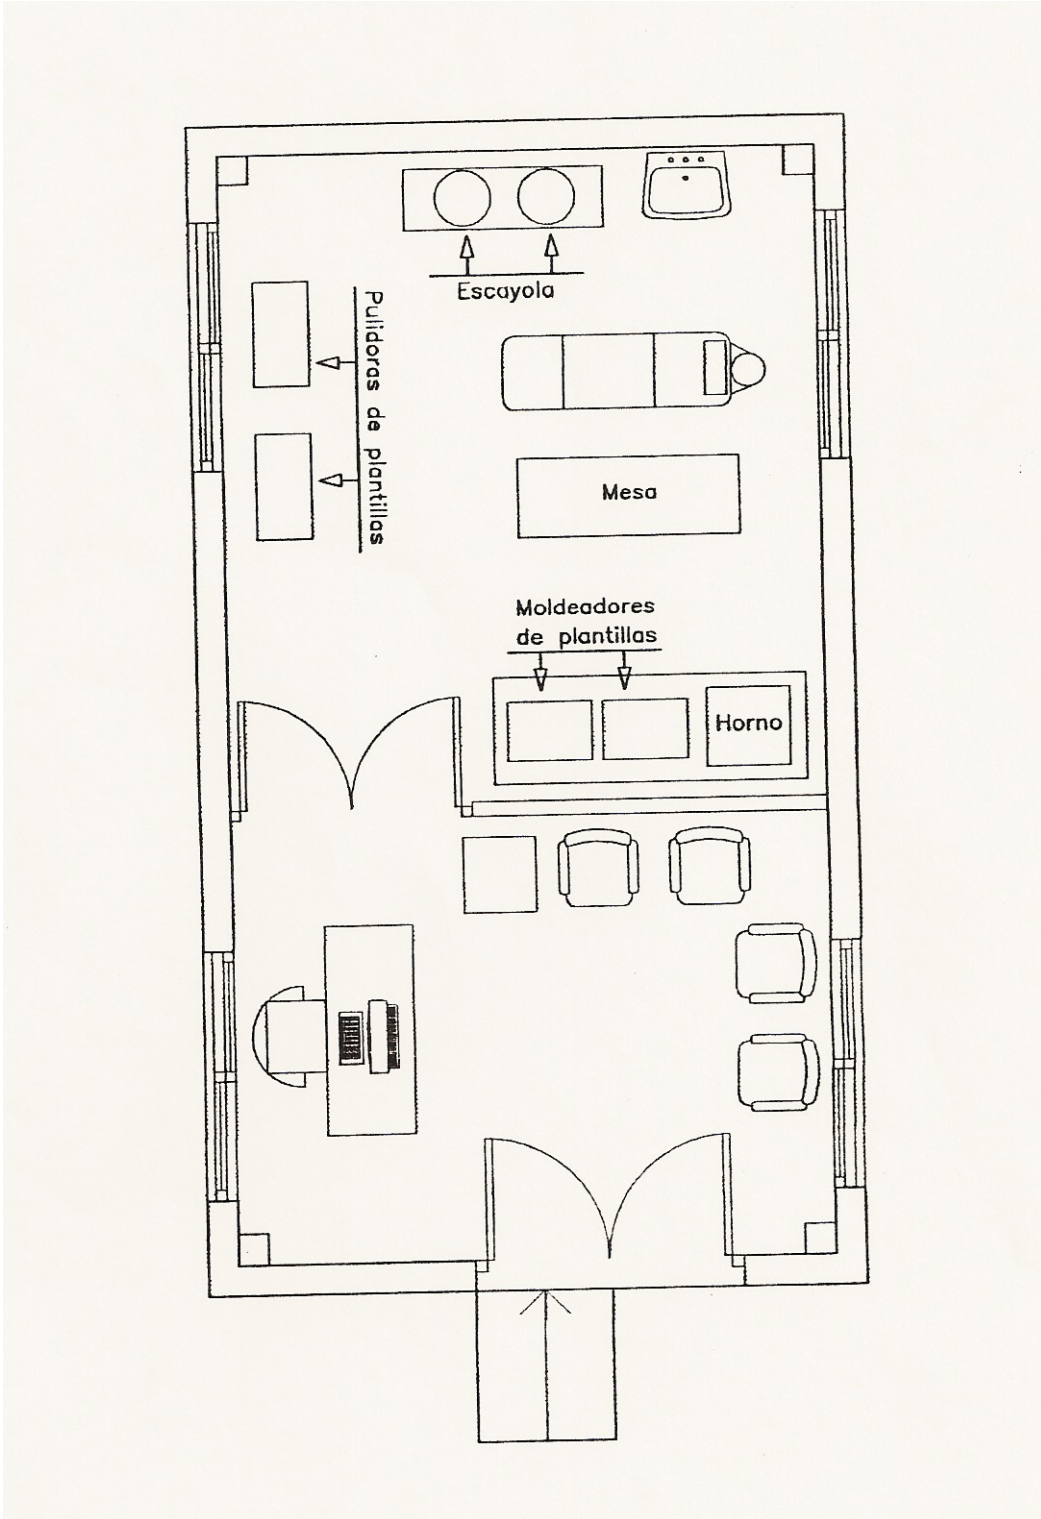 Escayola
Pulidoras de plantillas
Mesa
Moldeadores
de plantillas
Horno